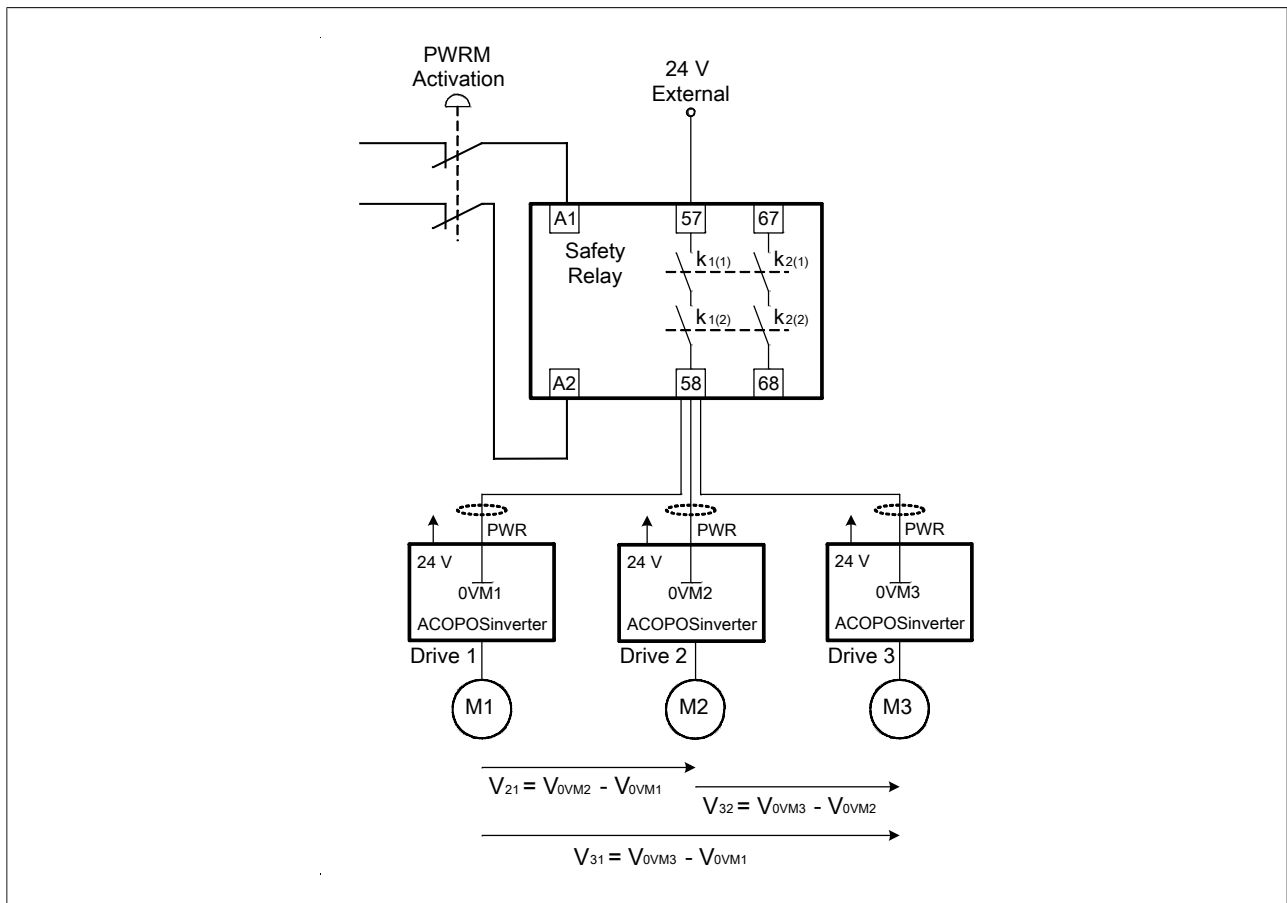 PWRM
Activation
24 V
External
A1
57
67
Safety
Relay
k1(1)
k2(1)
k1(2)
k2(2)
A2
58
68
PWR
PWR
PWR
24 V
24 V
24 V
0VM1
0VM2
0VM3
ACOPOSinverter
ACOPOSinverter
ACOPOSinverter
Drive 1
Drive 2
Drive 3
M1
M2
M3
V21 = V0VM2 - V0VM1
V32 = V0VM3 - V0VM2
V31 = V0VM3 - V0VM1